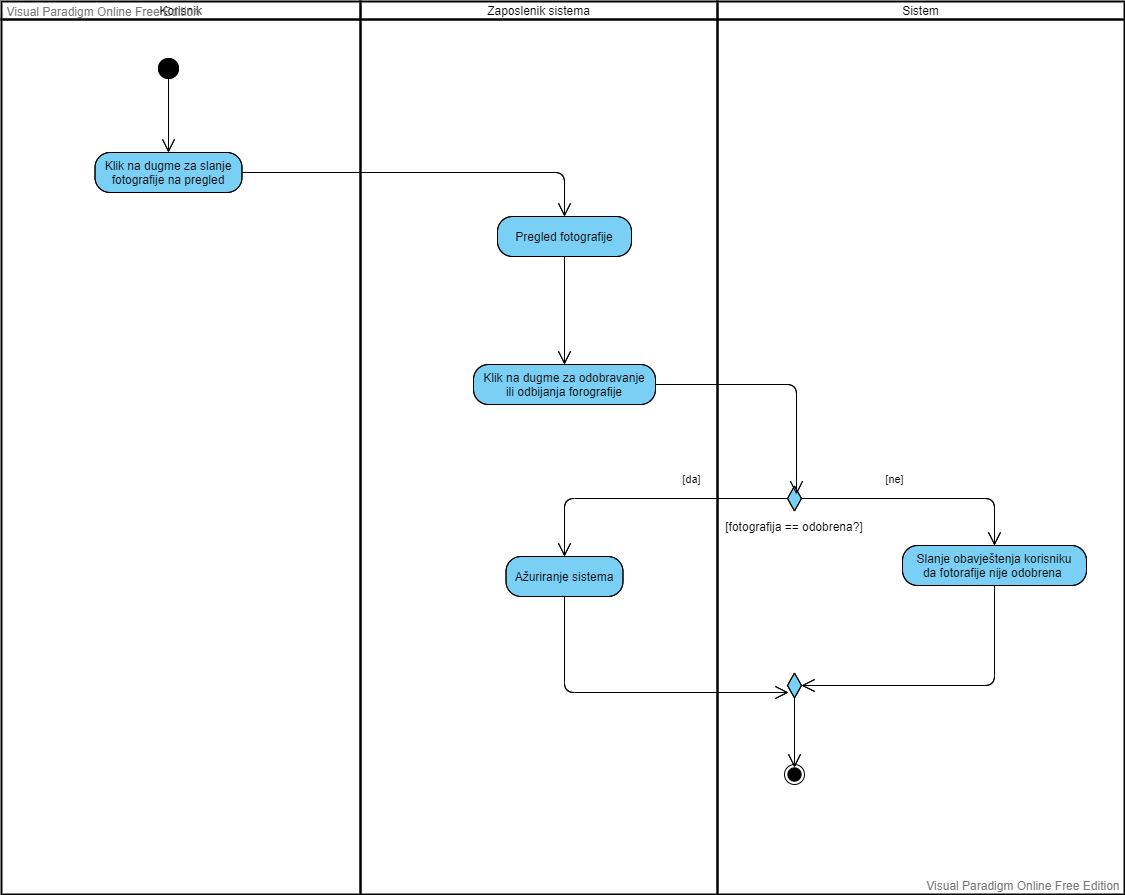 Visual Paradigm Online Free Edition
Korisnik
Zaposlenik sistema
Sistem
Klik na dugme za slanje
fotografije na pregled
Pregled fotografije
Klik na dugme za odobravanje
ili odbijanja forografije
[da]
[ne]
[fotografija == odobrena?]
Ažuriranje sistema
Slanje obavještenja korisniku
da fotorafije nije odobrena
Visual Paradigm Online Free Edition